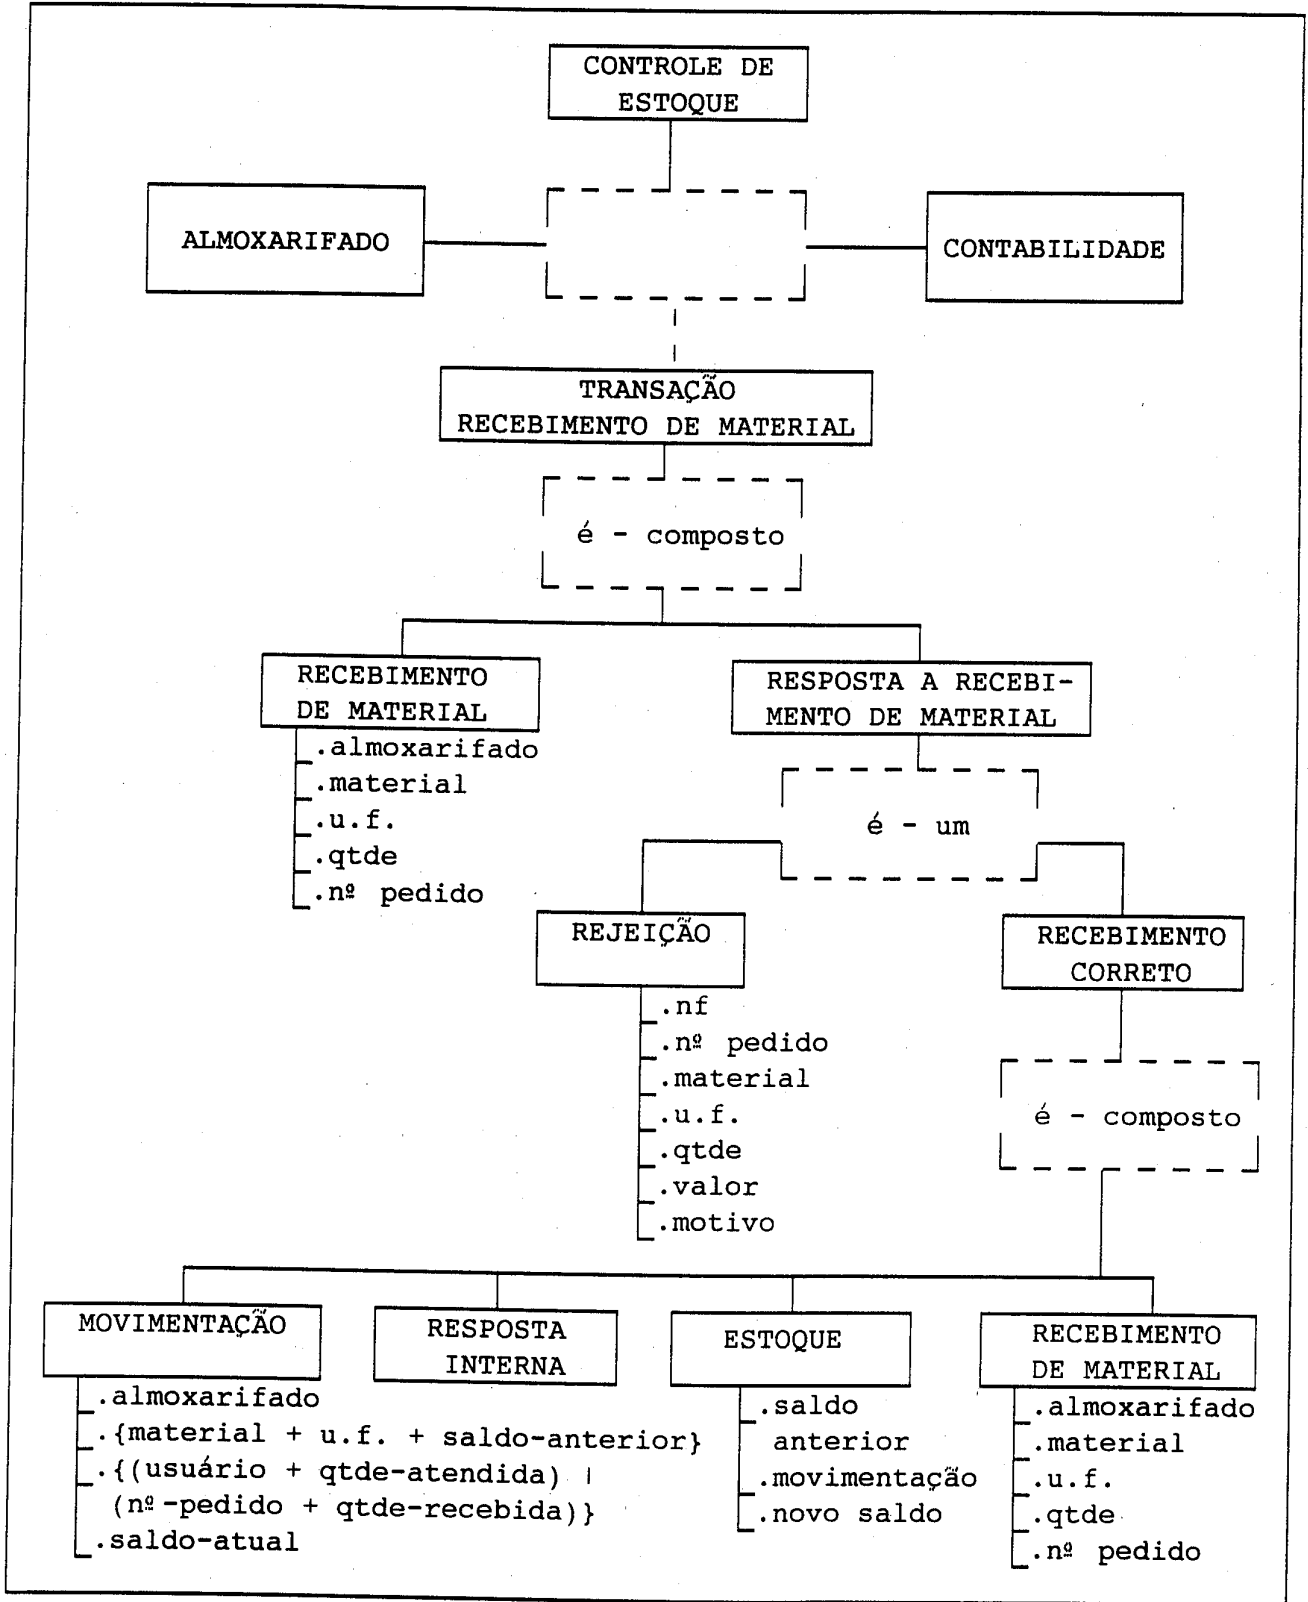 CONTROLE DE
ESTOQUE
ALMOXARIFADO
CONTABILIDADE
TRANSAÇÃO
RECEBIMENTO DE MATERIAL
é - composto
RECEBIMENTO
DE MATERIAL
.almoxarifado
.material
.u.f.
.qtde
.nº pedido
RESPOSTA A RECEBI-
MENTO DE MATERIAL
é - um
REJEIÇÃO
.nf
.nº pedido
.material
.u.f.
.qtde
.valor
.motivo
RECEBIMENTO
CORRETO
é - composto
MOVIMENTAÇÃO
.almoxarifado
.{material + u.f. + saldo-anterior}
.{(usuário + qtde-atendida) |
(nº-pedido + qtde-recebida)}
.saldo-atual
RESPOSTA
INTERNA
ESTOQUE
.saldo
anterior
.movimentação
.novo saldo
RECEBIMENTO
DE MATERIAL
.almoxarifado
.material
.u.f.
.qtde
.nº pedido